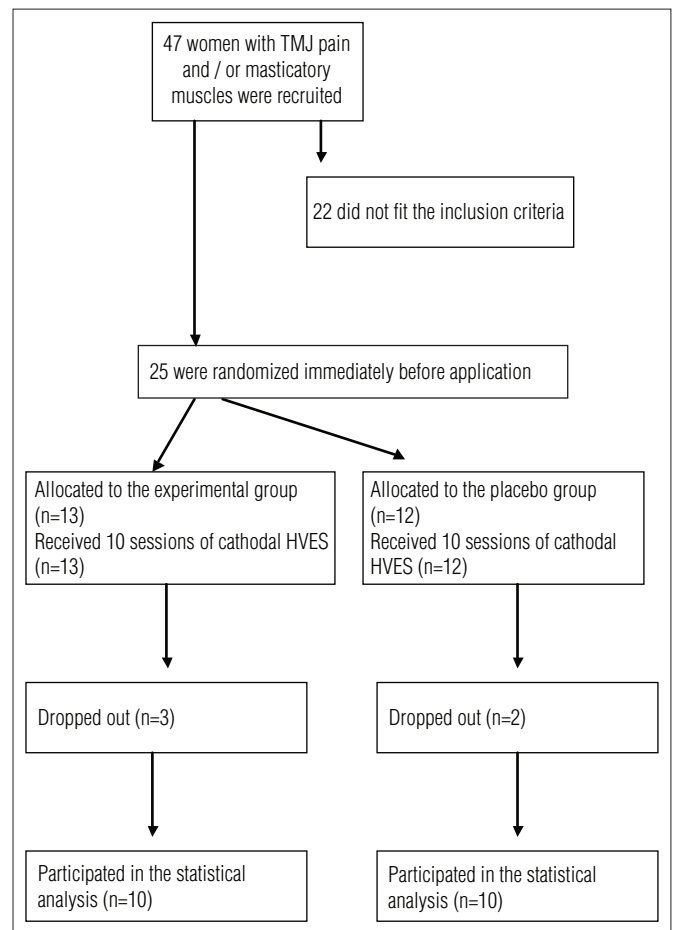 47 women with TMJ pain
and / or masticatory
muscles were recruited
22 did not fit the inclusion criteria
25 were randomized immediately before application
Allocated to the experimental group
(n=13)
Received 10 sessions of cathodal HVES
(n=13)
Allocated to the placebo group
(n=12)
Received 10 sessions of cathodal
HVES (n=12)
Dropped out (n=3)
Dropped out (n=2)
Participated in the statistical
analysis (n=10)
Participated in the statistical
analysis (n=10)